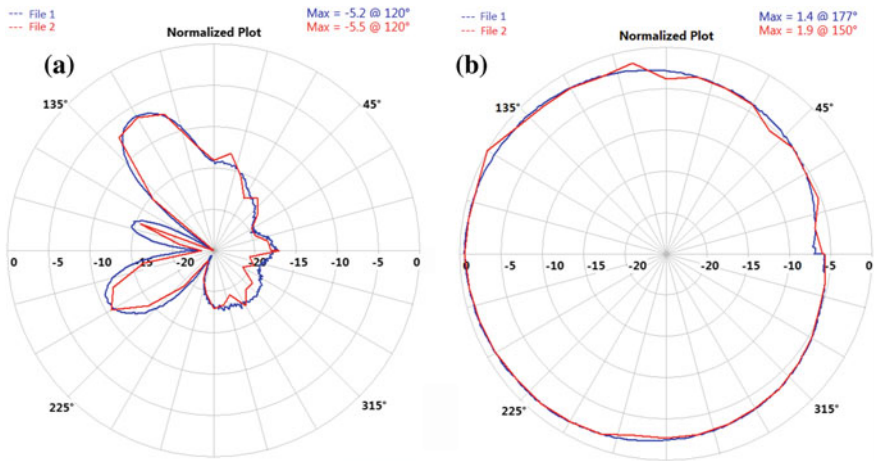 --- File 1
--- File 2
Max = -5.2 @ 120°
Max = -5.5 @ 120°
Normalized Plot
(a)
135°
45°
0 -5 -10 -15 -20 -20 -15 -10 -5 0
225°
315°
--- File 1
--- File 2
Max = 1.4 @ 177°
Max = 1.9 @ 150°
Normalized Plot
(b)
135°
45°
0 -5 -10 -15 -20 -20 -15 -10 -5 0
225°
315°